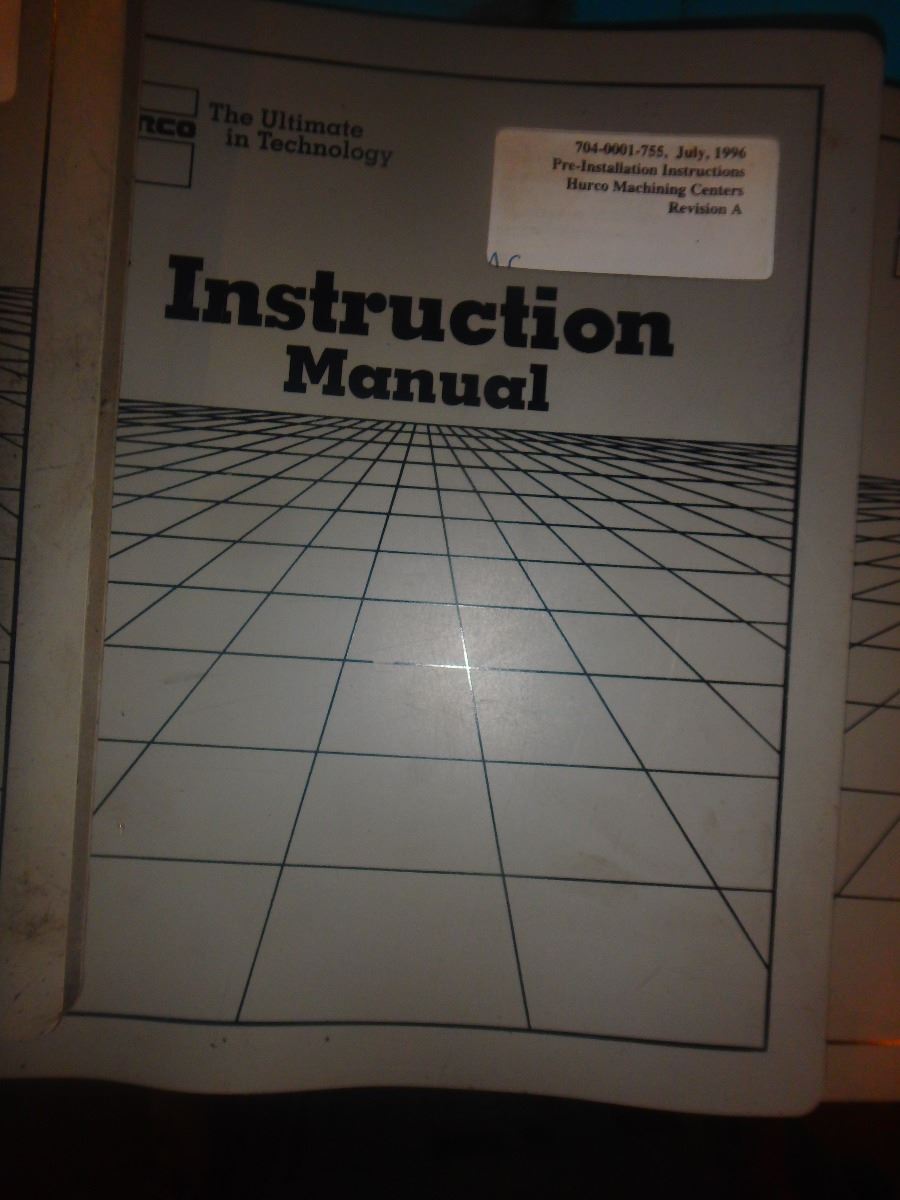 RCO
The Ultimate
in Technology
704-0001-755, July, 1996
Pre-Installation Instructions
Hurco Machining Centers
Revision A
Instruction
Manual